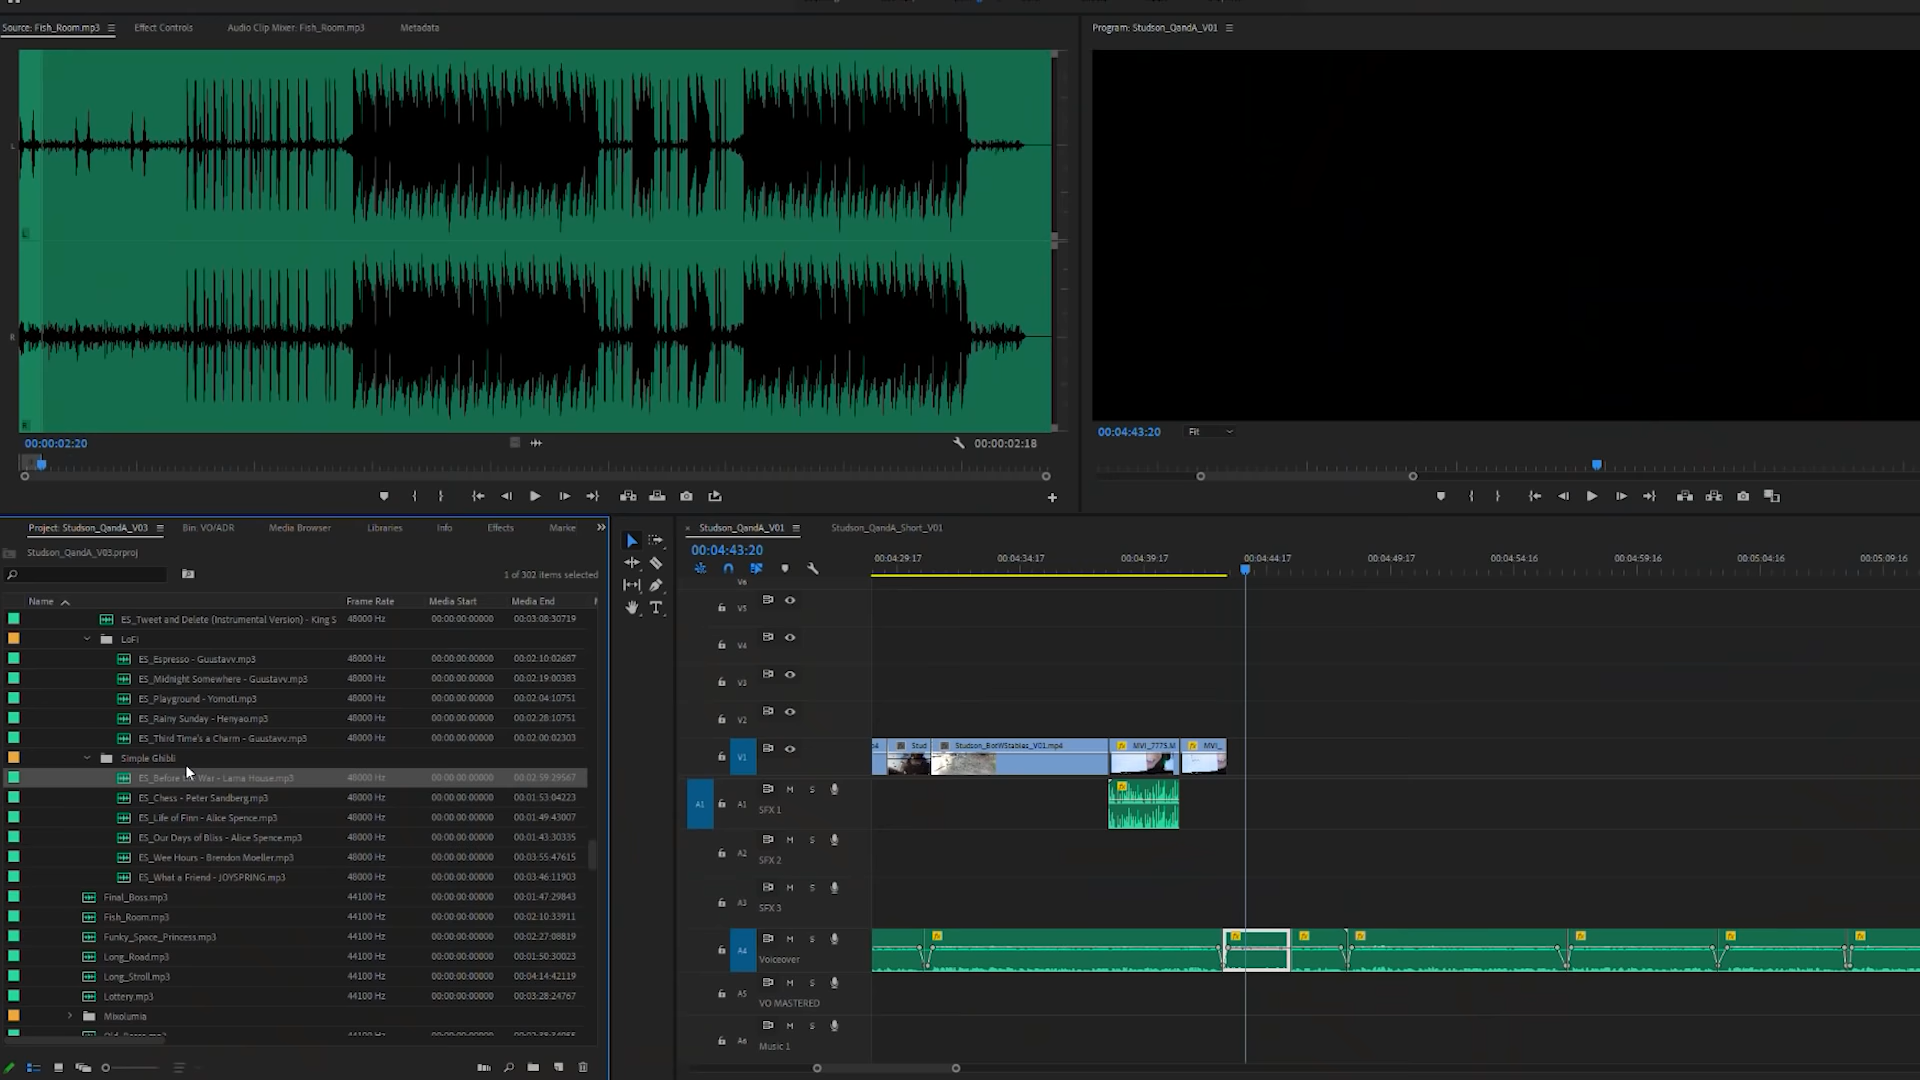 Source: Fish_Room.mp3
Effect Controls
Audio Clip Mixer: Fish_Room.mp3
Metadata
Program: Studson_QandA_V01
L
R
00:00:02:20
00:00:02:18
00:04:43:20
Fit
Project: Studson_QandA_V03
Bin: VO/ADR
Media Browser
Libraries
Info
Effects
Marke
Studson_QandA_V03.prproj
1 of 302 items selected
Name
Frame Rate
Media Start
Media End
ES_Tweet and Delete (Instrumental Version) - King S
00:00:00:00000
00:03:08:30719
48000 Hz
LoFi
ES_Espresso - Guustavv.mp3
48000 Hz
00:00:00:00000
00:02:10:02687
ES_Midnight Somewhere - Guustavv.mp3
48000 Hz
00:00:00:00000
00:02:19:00383
ES_Playground - Yomoti.mp3
48000 Hz
00:00:00:00000
00:02:04:10751
ES_Rainy Sunday - Henyao.mp3
48000 Hz
00:00:00:00000
00:02:28:10751
ES_Third Time's a Charm - Guustavv.mp3
48000 Hz
00:00:00:00000
00:02:00:02303
Simple Ghibli
ES_Before War - Lama House.mp3
48000 Hz
00:00:00:00000
00:02:59:29567
ES_Chess - Peter Sandberg.mp3
48000 Hz
00:00:00:00000
00:01:53:04223
ES_Life of Finn - Alice Spence.mp3
48000 Hz
00:00:00:00000
00:01:49:43007
ES_Our Days of Bliss - Alice Spence.mp3
48000 Hz
00:00:00:00000
00:01:43:30335
ES_Wee Hours - Brendon Moeller.mp3
48000 Hz
00:00:00:00000
00:03:55:47615
ES_What a Friend - JOYSPRING.mp3
48000 Hz
00:00:00:00000
00:03:46:11903
Final_Boss.mp3
44100 Hz
00:00:00:00000
00:01:47:29843
Fish_Room.mp3
44100 Hz
00:00:00:00000
00:02:10:33911
Funky_Space_Princess.mp3
44100 Hz
00:00:00:00000
00:02:27:08819
Long_Road.mp3
44100 Hz
00:00:00:00000
00:01:50:30023
Long_Stroll.mp3
44100 Hz
00:00:00:00000
00:04:14:42119
Lottery.mp3
44100 Hz
00:00:00:00000
00:03:28:24767
Mixolumia
Studson_QandA_V01
Studson_QandA_Short_V01
00:04:43:20
00:04:29:17
00:04:34:17
00:04:39:17
00:04:44:17
00:04:49:17
00:04:54:16
00:04:59:16
00:05:04:16
00:05:09:16
V6
V5
V4
V3
V2
V1
V1
Stud
Studson_BotWStables_V01.mp4
MVI_7775.M
MVI_
A1
A1
M
S
SFX 1
A2
M
S
SFX 2
A3
M
S
SFX 3
A4
M
S
Voiceover
A5
M
S
VO MASTERED
A6
M
S
Music 1